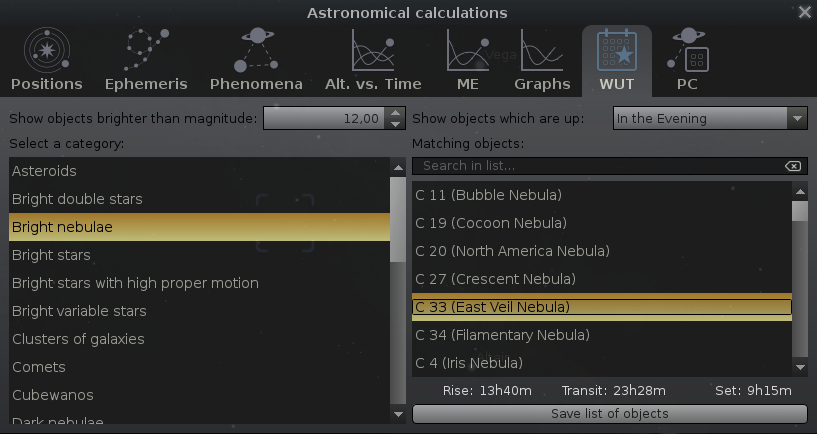 Astronomical calculations
Positions Ephemeris Phenomena Alt. vs. Time ME Graphs WUT PC
Vega
Show objects brighter than magnitude: 12,00 Show objects which are up: In the Evening
Select a category: Matching objects:
Search in list...
Asteroids
Bright double stars
Bright nebulae
Bright stars
Bright stars with high proper motion
Bright variable stars
Clusters of galaxies
Comets
Cubewanos
Dark nebulae
C 11 (Bubble Nebula)
C 19 (Cocoon Nebula)
C 20 (North America Nebula)
C 27 (Crescent Nebula)
C 33 (East Veil Nebula)
C 34 (Filamentary Nebula)
C 4 (Iris Nebula)
Rise: 13h40m Transit: 23h28m Set: 9h15m
Save list of objects